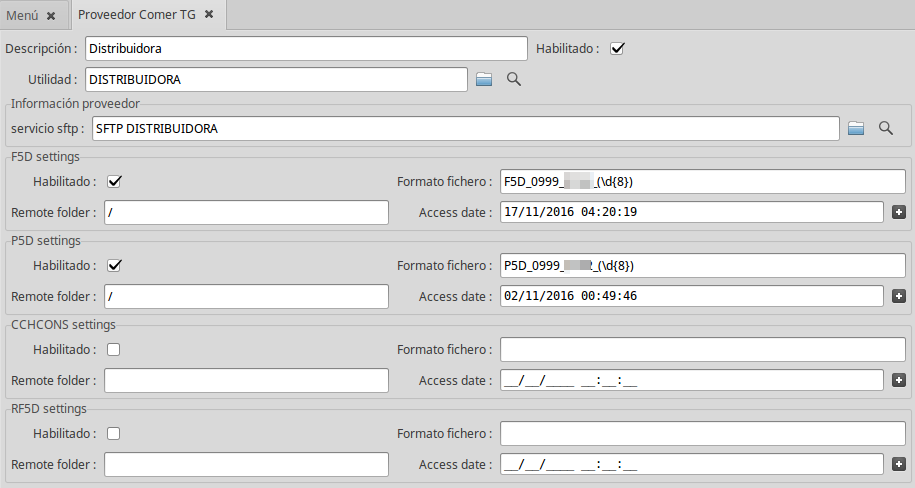 Menú
Proveedor Comer TG
Descripción : Distribuidora Habilitado :
Utilidad : DISTRIBUIDORA
Información proveedor
servicio sftp : SFTP DISTRIBUIDORA
F5D settings
Habilitado : Formato fichero : F5D_0999_ _(\d{8})
Remote folder : / Access date : 17/11/2016 04:20:19
P5D settings
Habilitado : Formato fichero : P5D_0999_ _(\d{8})
Remote folder : / Access date : 02/11/2016 00:49:46
CCHCONS settings
Habilitado : Formato fichero :
Remote folder : Access date : __/__/____ __:__:__
RF5D settings
Habilitado : Formato fichero :
Remote folder : Access date : __/__/____ __:__:__